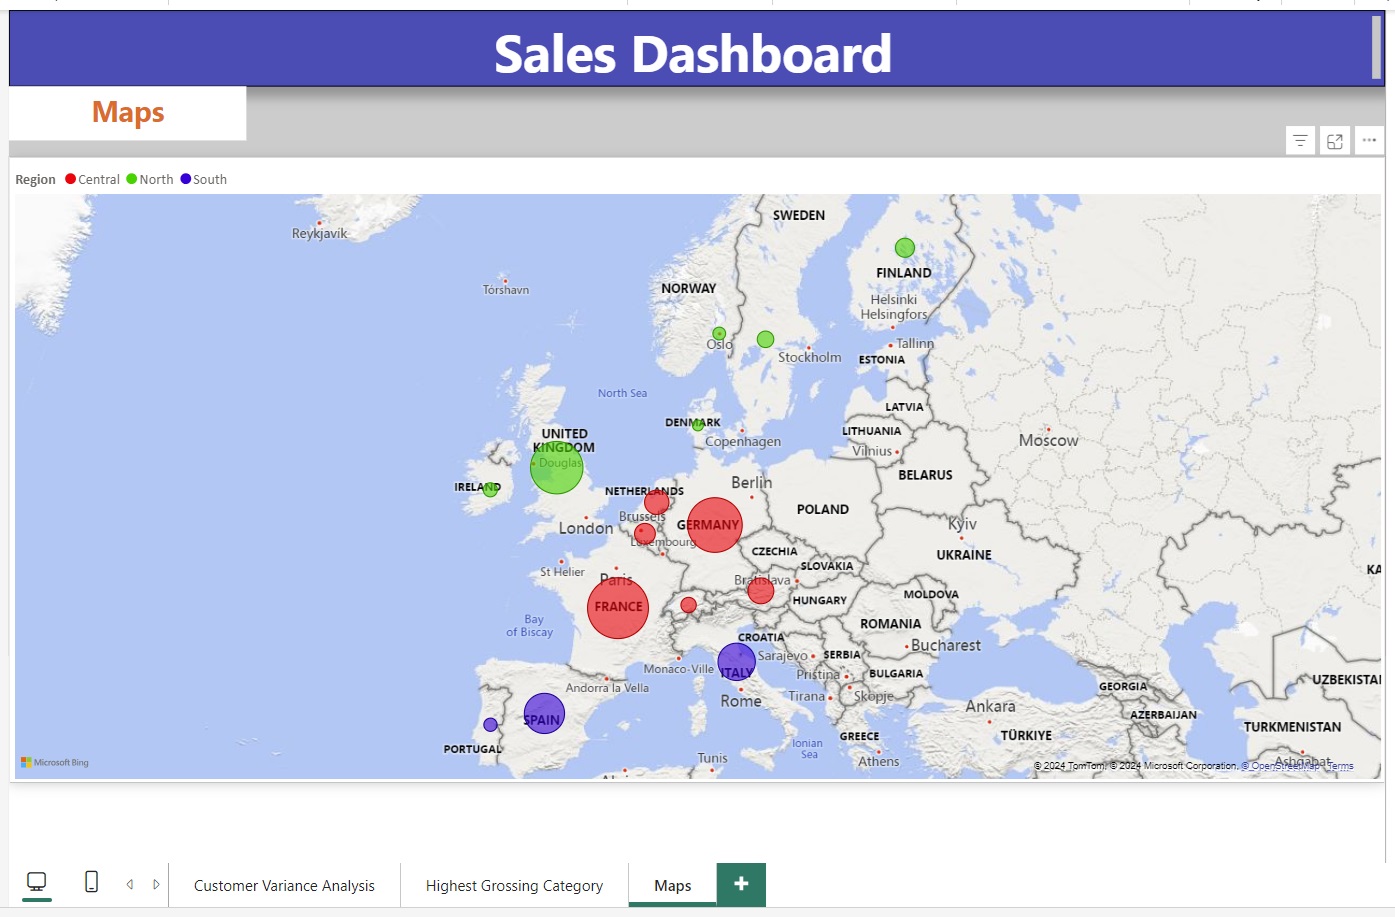 Sales Dashboard
Maps
Region Central North South
SWEDEN
Reykjavik
FINLAND
Tórshavn
NORWAY
Helsinki
Helsingfors
Oslo
Tallinn
Stockholm
ESTONIA
North Sea
LATVIA
DENMARK
LITHUANIA
UNITED
KINGDOM
Copenhagen
Moscow
Vilnius
Douglas
BELARUS
Berlin
IRELAND
NETHERLANDS
POLAND
Brussels
London
GERMANY
Kyiv
Luxembourg
CZECHIA
UKRAINE
SLOVAKIA
St Helier
Paris
Bratislava
KA
MOLDOVA
HUNGARY
FRANCE
Bay
of Biscay
ROMANIA
CROATIA
Bucharest
Sarajevo
SERBIA
Monaco-Ville
ITALY
Pristina
BULGARIA
UZBEKISTA
Andorra la Vella
GEORGIA
Tirana
Skopje
Rome
Ankara
AZERBAIJAN
SPAIN
TURKMENISTAN
GREECE
TÜRKIYE
PORTUGAL
Ionian
Sea
Tunis
Athens
Ashgabat
Microsoft Bing
© 2024 TomTom, © 2024 Microsoft Corporation, © OpenStreetMap Terms
Customer Variance Analysis
Highest Grossing Category
Maps
+